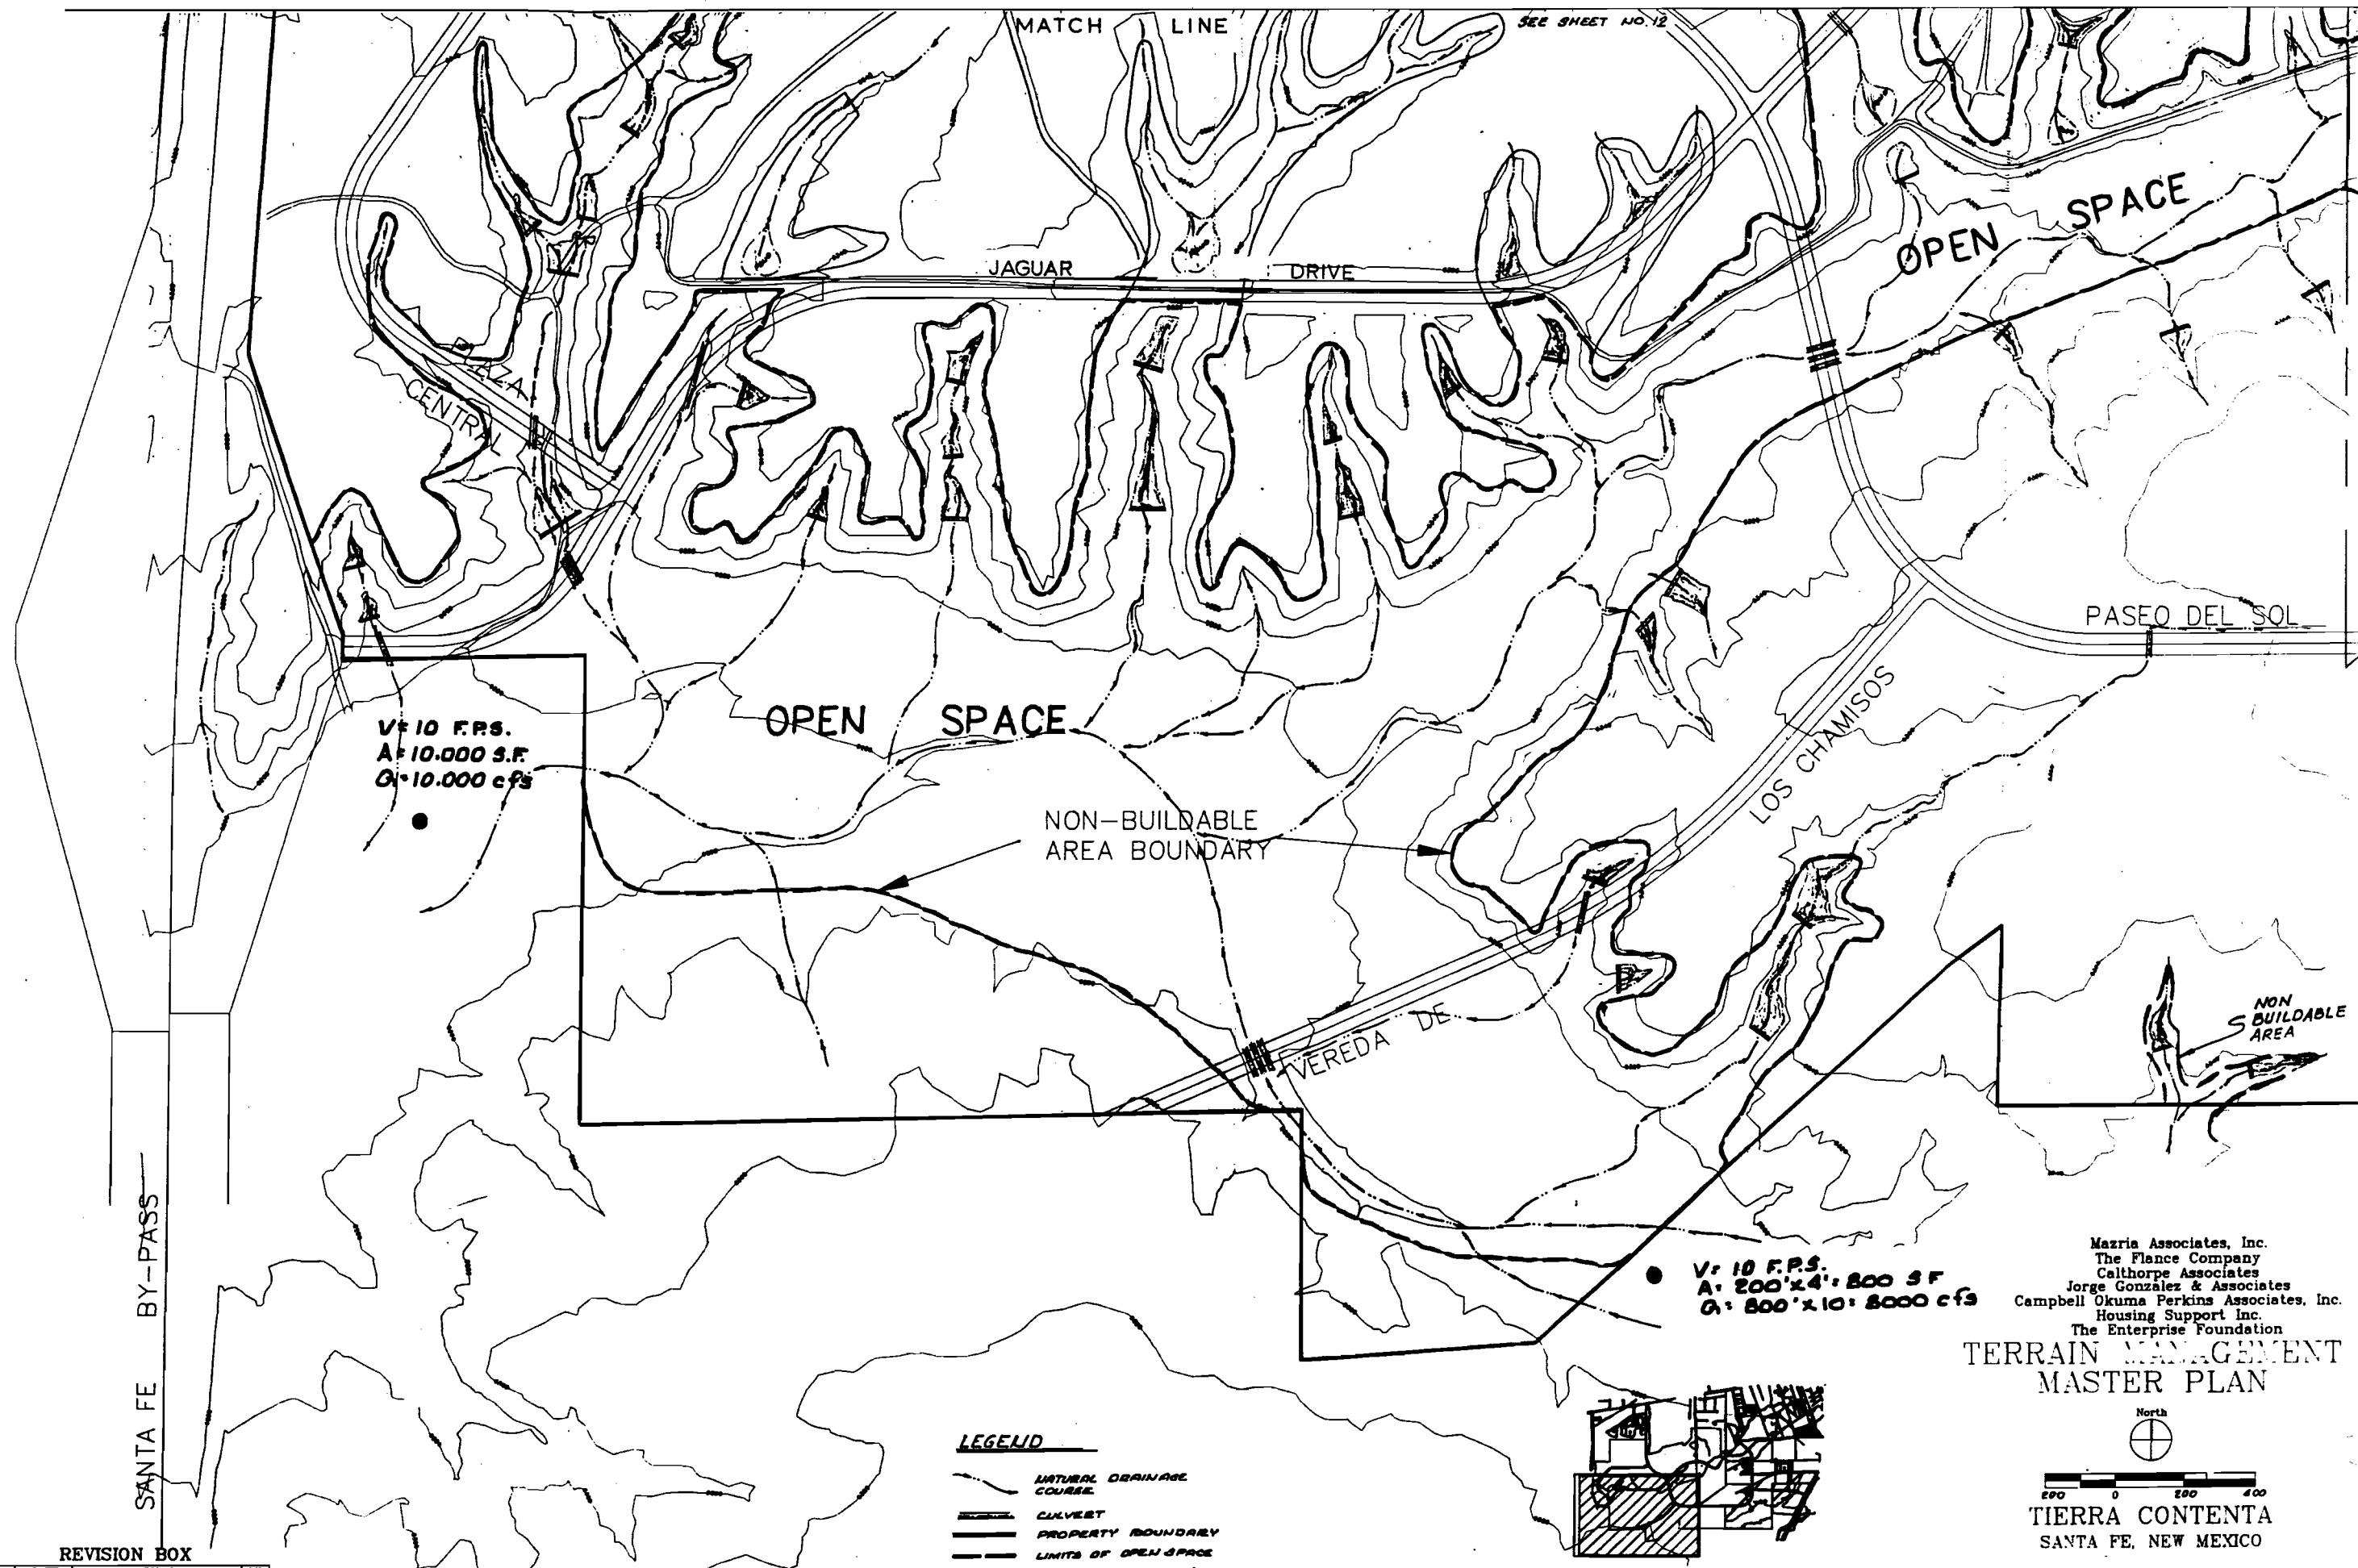 MATCH LINE
SEE SHEET NO. 12
OPEN SPACE
JAGUAR DRIVE
PLAZA
CENTRAL
PASEO DEL SOL
V= 10 F.P.S.
A= 10.000 S.F.
Q= 10.000 cfs
OPEN SPACE
NON-BUILDABLE
AREA BOUNDARY
VEREDA DE LOS CHAMISOS
NON
BUILDABLE
AREA
SANTA FE BY-PASS
V= 10 F.P.S.
A= 200'x4'= 800 SF
Q= 800'x10= 8000 cfs
Mazria Associates, Inc.
The Flance Company
Calthorpe Associates
Jorge Gonzalez & Associates
Campbell Okuma Perkins Associates, Inc.
Housing Support Inc.
The Enterprise Foundation
TERRAIN MANAGEMENT
MASTER PLAN
North
200 0 200 400
TIERRA CONTENTA
SANTA FE, NEW MEXICO
LEGEND
NATURAL DRAINAGE
COURSE
CULVERT
PROPERTY BOUNDARY
LIMITS OF OPEN SPACE
REVISION BOX